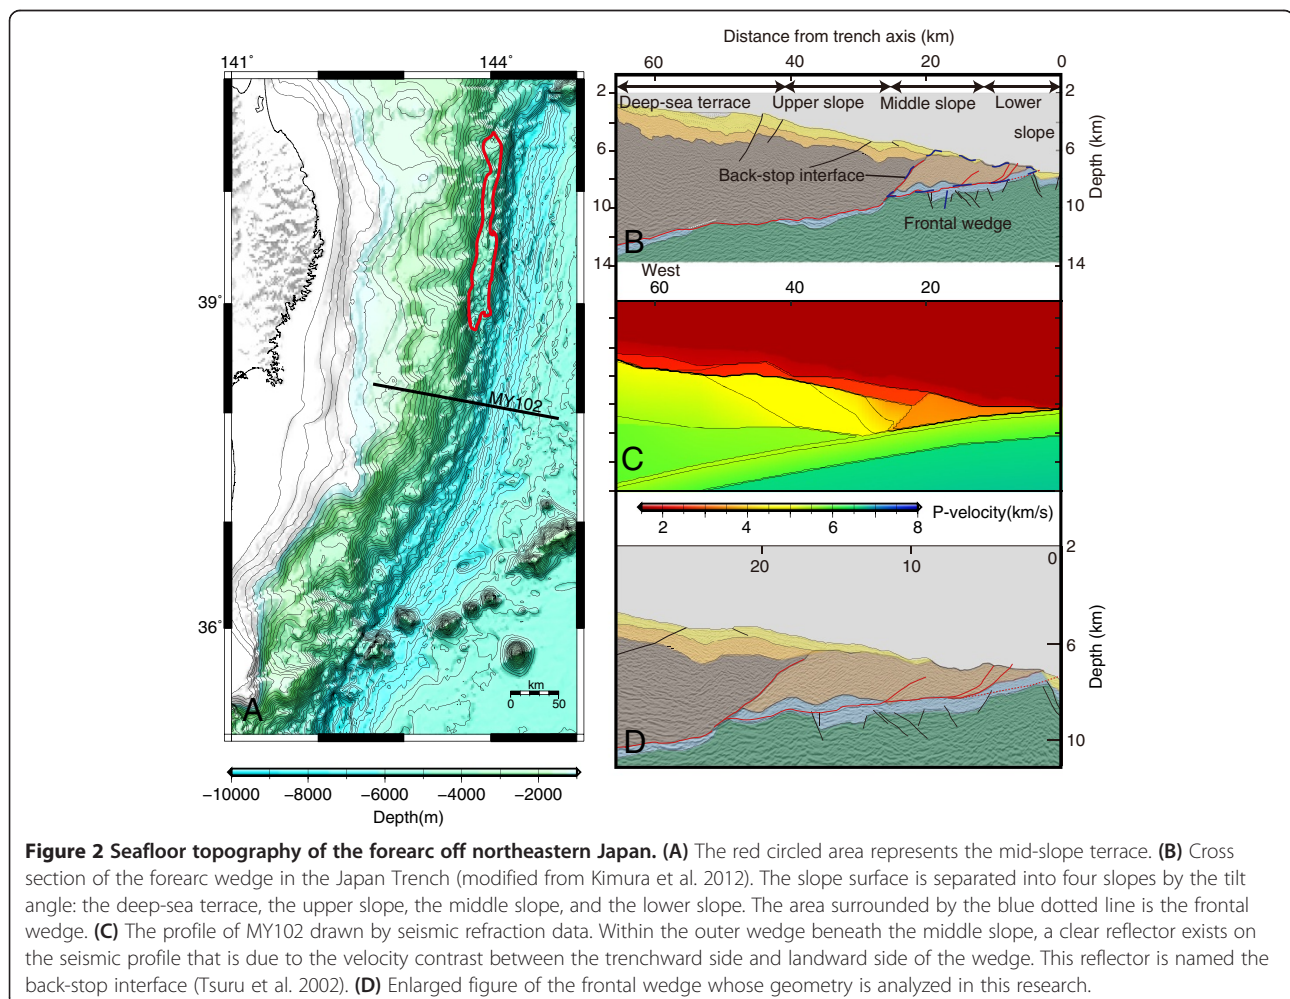 141˚
144˚
39˚
36˚
MY102
km
0 50
A
−10000 −8000 −6000 −4000 −2000
Depth(m)
Distance from trench axis (km)
60 40 20 0
Deep-sea terrace Upper slope Middle slope Lower slope
2 2
6 6
10 10
14 14
Depth (km)
Back-stop interface
Frontal wedge
B
West
60 40 20
C
2 4 6 8 P-velocity(km/s)
20 10 0
2
6
10
Depth (km)
D
Figure 2 Seafloor topography of the forearc off northeastern Japan. (A) The red circled area represents the mid-slope terrace. (B) Cross
section of the forearc wedge in the Japan Trench (modified from Kimura et al. 2012). The slope surface is separated into four slopes by the tilt
angle: the deep-sea terrace, the upper slope, the middle slope, and the lower slope. The area surrounded by the blue dotted line is the frontal
wedge. (C) The profile of MY102 drawn by seismic refraction data. Within the outer wedge beneath the middle slope, a clear reflector exists on
the seismic profile that is due to the velocity contrast between the trenchward side and landward side of the wedge. This reflector is named the
back-stop interface (Tsuru et al. 2002). (D) Enlarged figure of the frontal wedge whose geometry is analyzed in this research.